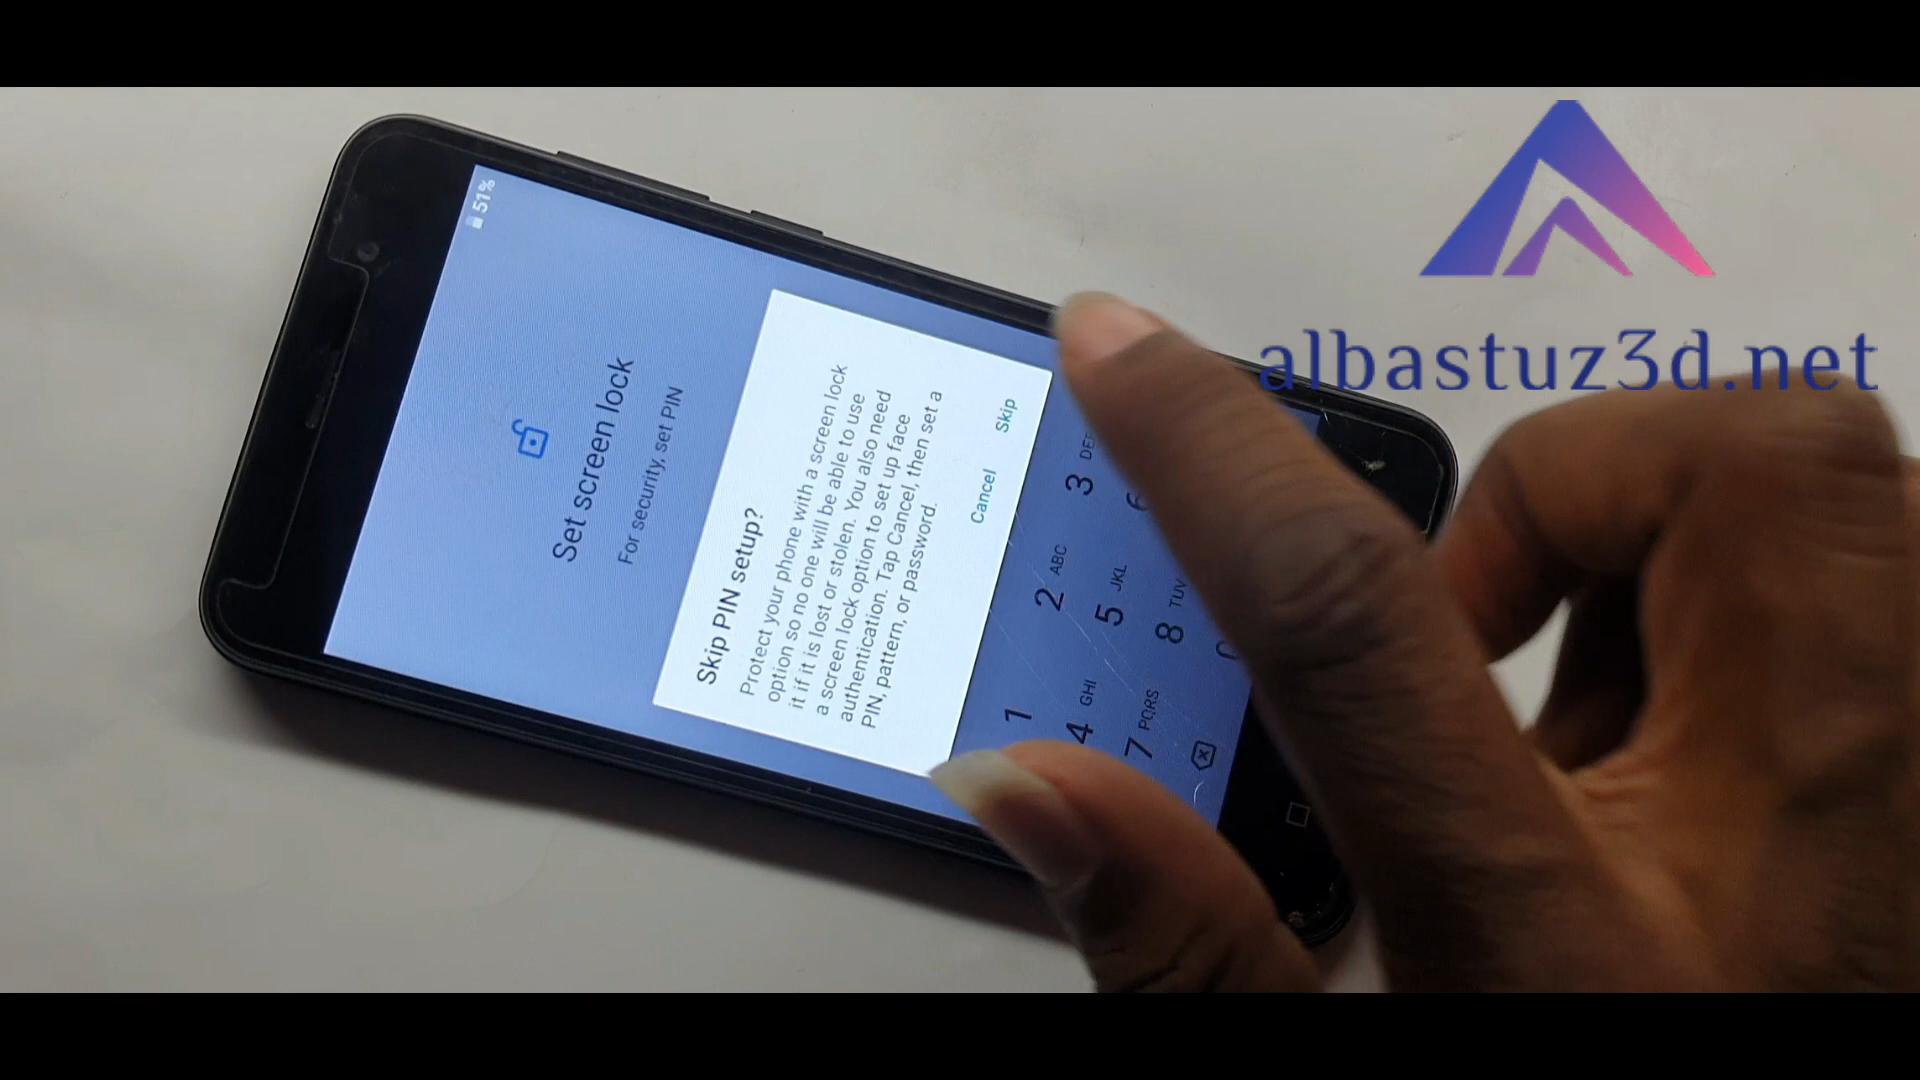 51%
Set screen lock
For security, set PIN
Skip PIN setup?
Protect your phone with a screen lock
option so no one will be able to use
it if it is lost or stolen. You also need
a screen lock option to set up face
authentication. Tap Cancel, then set a
PIN, pattern, or password.
Cancel Skip
1 2 ABC 3 DEF
4 GHI 5 JKL 6
7 PQRS 8 TUV
albastuz3d.net